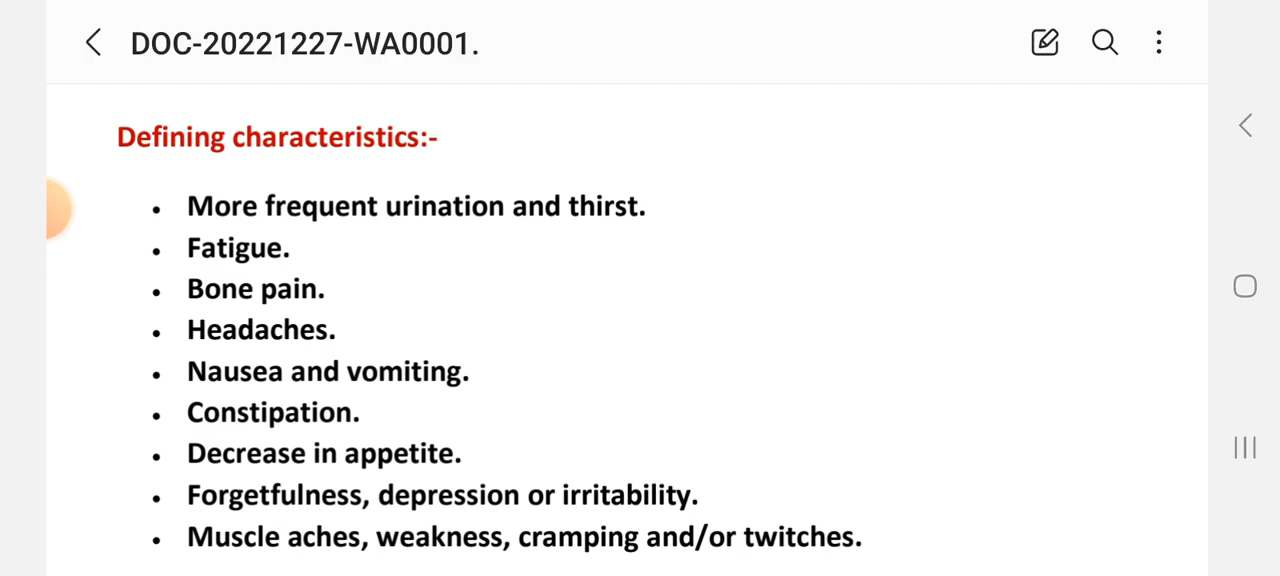 DOC-20221227-WA0001.
Defining characteristics:-
• More frequent urination and thirst.
• Fatigue.
• Bone pain.
• Headaches.
• Nausea and vomiting.
• Constipation.
• Decrease in appetite.
• Forgetfulness, depression or irritability.
• Muscle aches, weakness, cramping and/or twitches.